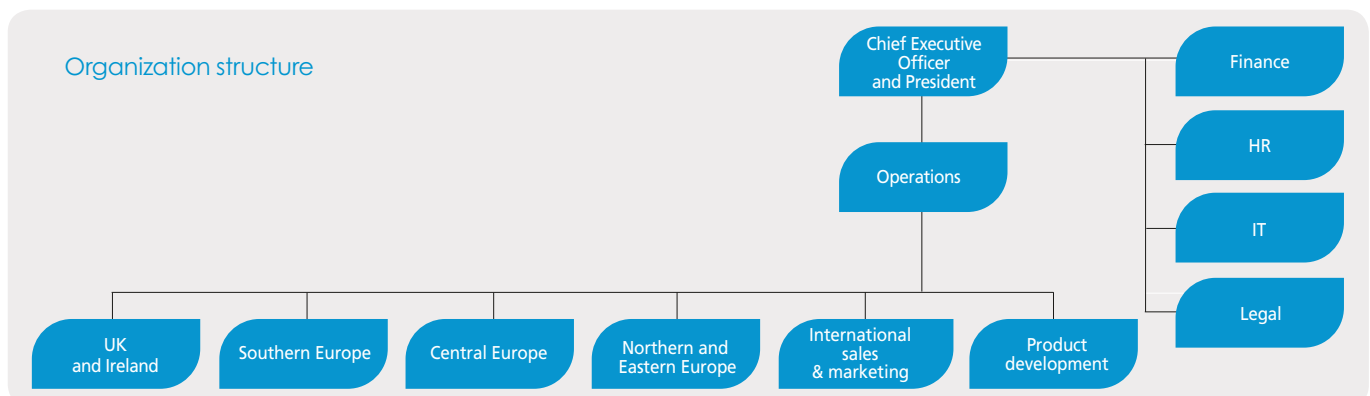 Organization structure
Chief Executive
Officer
and President
Finance
HR
Operations
IT
Legal
UK
and Ireland
Southern Europe
Central Europe
Northern and
Eastern Europe
International
sales
& marketing
Product
development